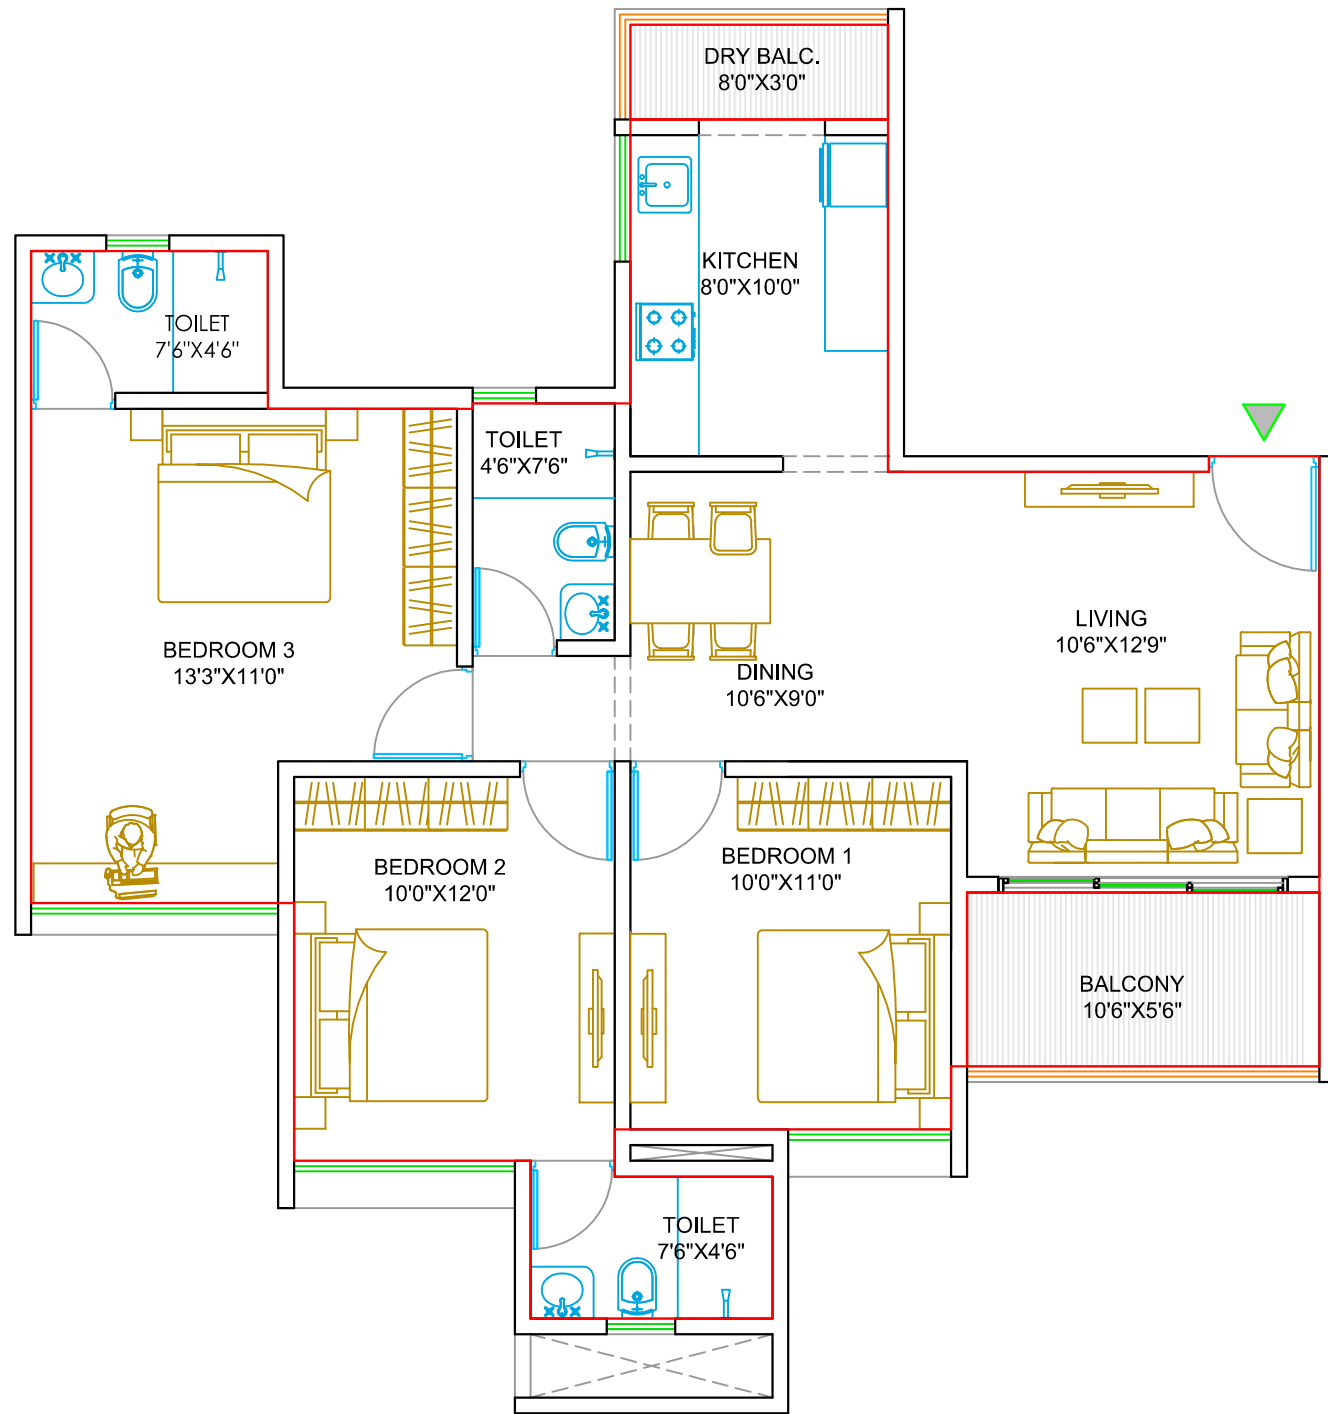 DRY BALC.
8'0"X3'0"
KITCHEN
8'0"X10'0"
TOILET
7'6"X4'6"
TOILET
4'6"X7'6"
LIVING
10'6"X12'9"
BEDROOM 3
13'3"X11'0"
DINING
10'6"X9'0"
BEDROOM 2
10'0"X12'0"
BEDROOM 1
10'0"X11'0"
BALCONY
10'6"X5'6"
TOILET
7'6"X4'6"